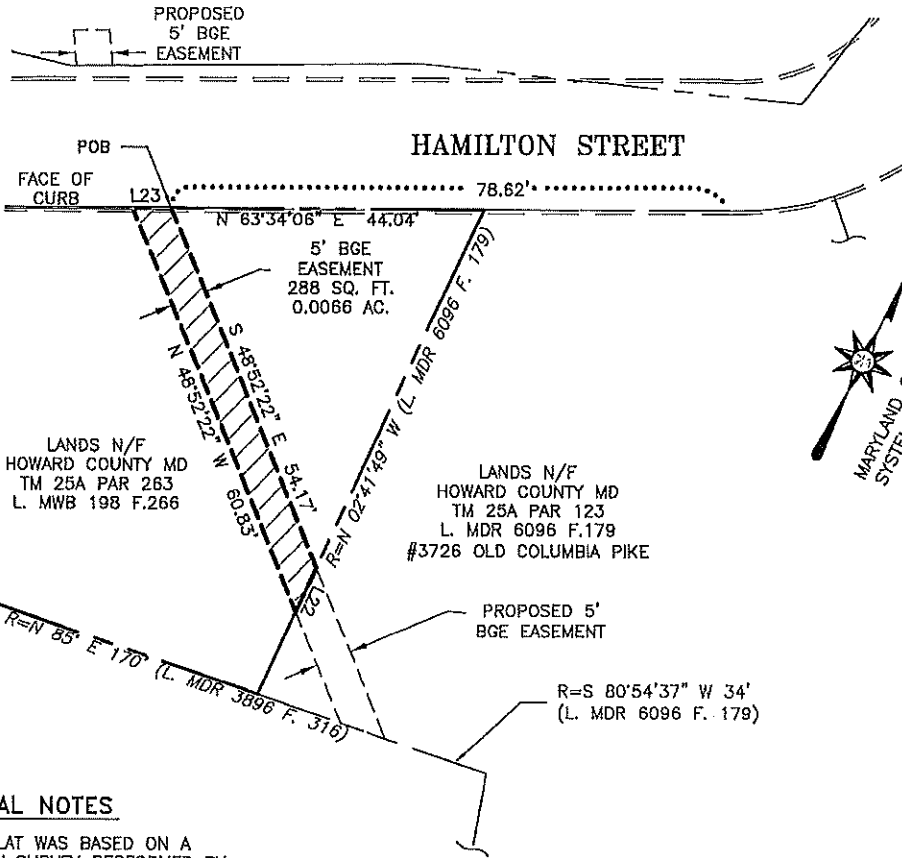 PROPOSED
5' BGE
EASEMENT
HAMILTON STREET
POB
FACE OF
CURB
L23
78.62'
N 63°34'06" E 44.04'
5' BGE
EASEMENT
288 SQ. FT.
0.0066 AC.
S 48°52'22" E 54.17'
N 48°52'22" W 60.83'
R=N 02°41'49" W (L. MDR 6096 F. 179)
MARYLAND
SYSTEM
LANDS N/F
HOWARD COUNTY MD
TM 25A PAR 263
L. MWB 198 F.266
LANDS N/F
HOWARD COUNTY MD
TM 25A PAR 123
L. MDR 6096 F.179
#3726 OLD COLUMBIA PIKE
L22
PROPOSED 5'
BGE EASEMENT
R=N 85° E 170' (L. MDR 3896 F. 316)
R=S 80°54'37" W 34'
(L. MDR 6096 F. 179)
AL NOTES
LAT WAS BASED ON A